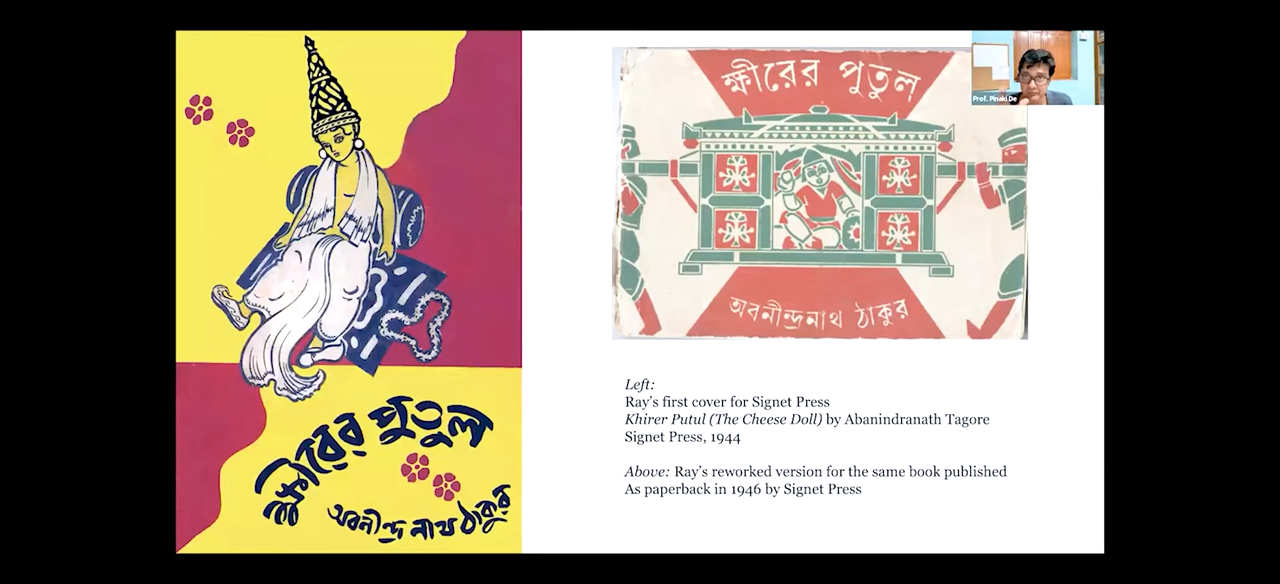 ক্ষীরের পুতুল
অবনীন্দ্র নাথ ঠাকুর
ক্ষীরের পুতুল
অবনীন্দ্রনাথ ঠাকুর
Prof. Pinaki De
Left:
Ray’s first cover for Signet Press
Khirer Putul (The Cheese Doll) by Abanindranath Tagore
Signet Press, 1944
Above: Ray’s reworked version for the same book published
As paperback in 1946 by Signet Press